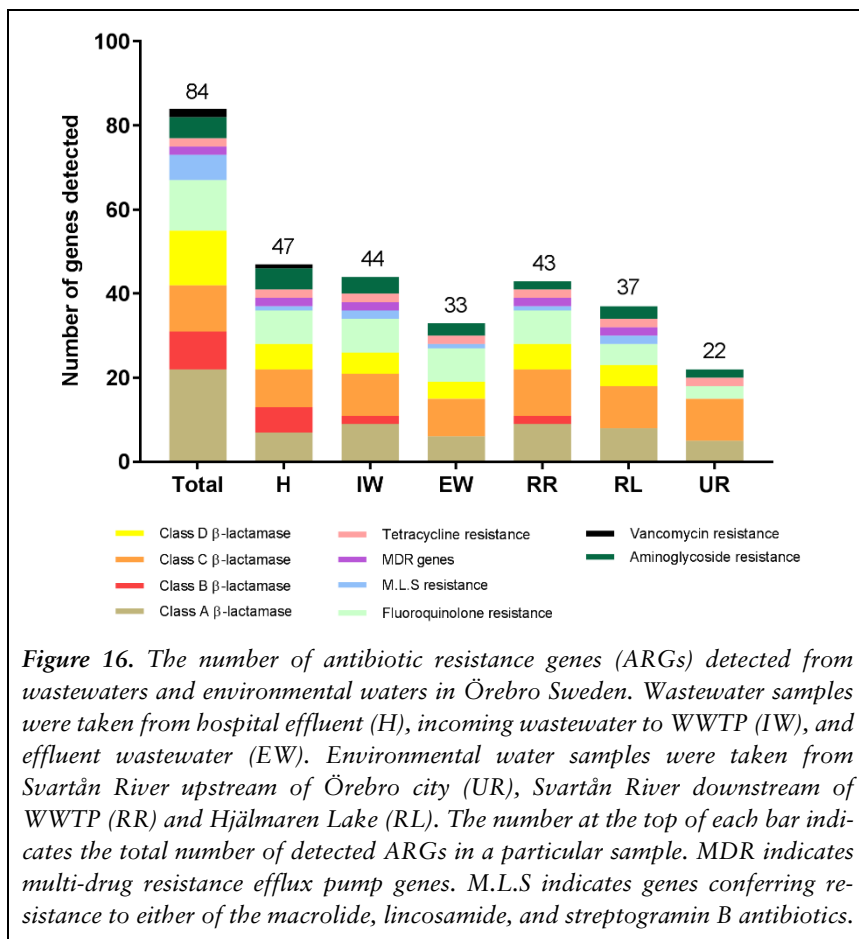 100
80
60
40
20
0
Number of genes detected
84
47
44
33
43
37
22
Total H IW EW RR RL UR
Class D β-lactamase
Class C β-lactamase
Class B β-lactamase
Class A β-lactamase
Tetracycline resistance
MDR genes
M.L.S resistance
Fluoroquinolone resistance
Vancomycin resistance
Aminoglycoside resistance
Figure 16. The number of antibiotic resistance genes (ARGs) detected from
wastewaters and environmental waters in Örebro Sweden. Wastewater samples
were taken from hospital effluent (H), incoming wastewater to WWTP (IW), and
effluent wastewater (EW). Environmental water samples were taken from
Svartån River upstream of Örebro city (UR), Svartån River downstream of
WWTP (RR) and Hjälmaren Lake (RL). The number at the top of each bar indi-
cates the total number of detected ARGs in a particular sample. MDR indicates
multi-drug resistance efflux pump genes. M.L.S indicates genes conferring re-
sistance to either of the macrolide, lincosamide, and streptogramin B antibiotics.